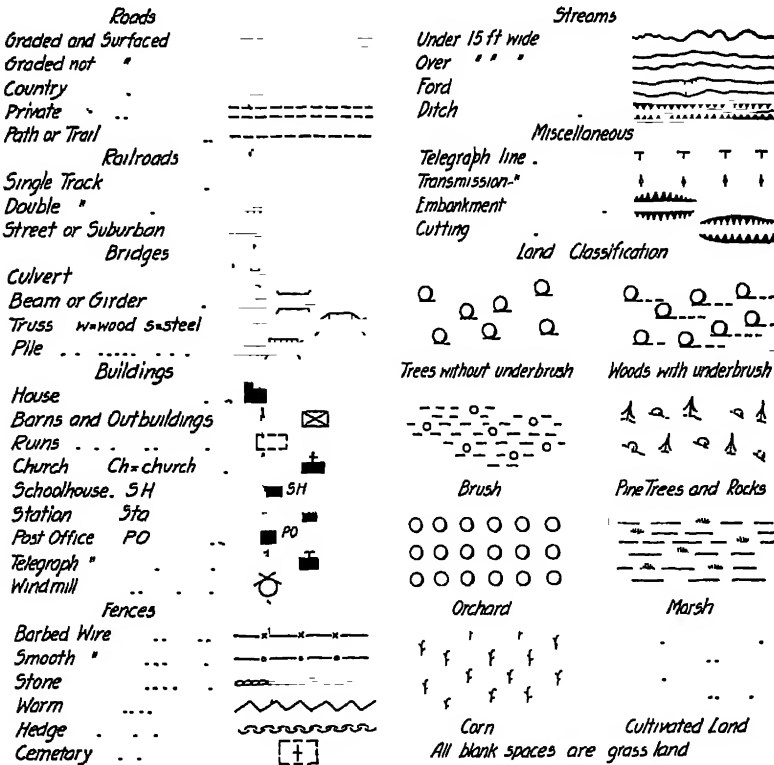 Roads
Graded and Surfaced
Graded not "
Country
Private
Path or Trail
Railroads
Single Track
Double "
Street or Suburban
Bridges
Culvert
Beam or Girder
Truss w=wood s=steel
Pile
Buildings
House
Barns and Outbuildings
Ruins
Church Ch=church
Schoolhouse. SH
SH
Station Sta
Post Office PO
PO
Telegraph "
Windmill
Fences
Barbed Wire
Smooth "
Stone
Worm
Hedge
Cemetary
Streams
Under 15 ft wide
Over " " "
Ford
Ditch
Miscellaneous
Telegraph line
Transmission "
Embankment
Cutting
Land Classification
Trees without underbrush
Woods with underbrush
Brush
Pine Trees and Rocks
Orchard
Marsh
Corn
Cultivated Land
All blank spaces are grass land